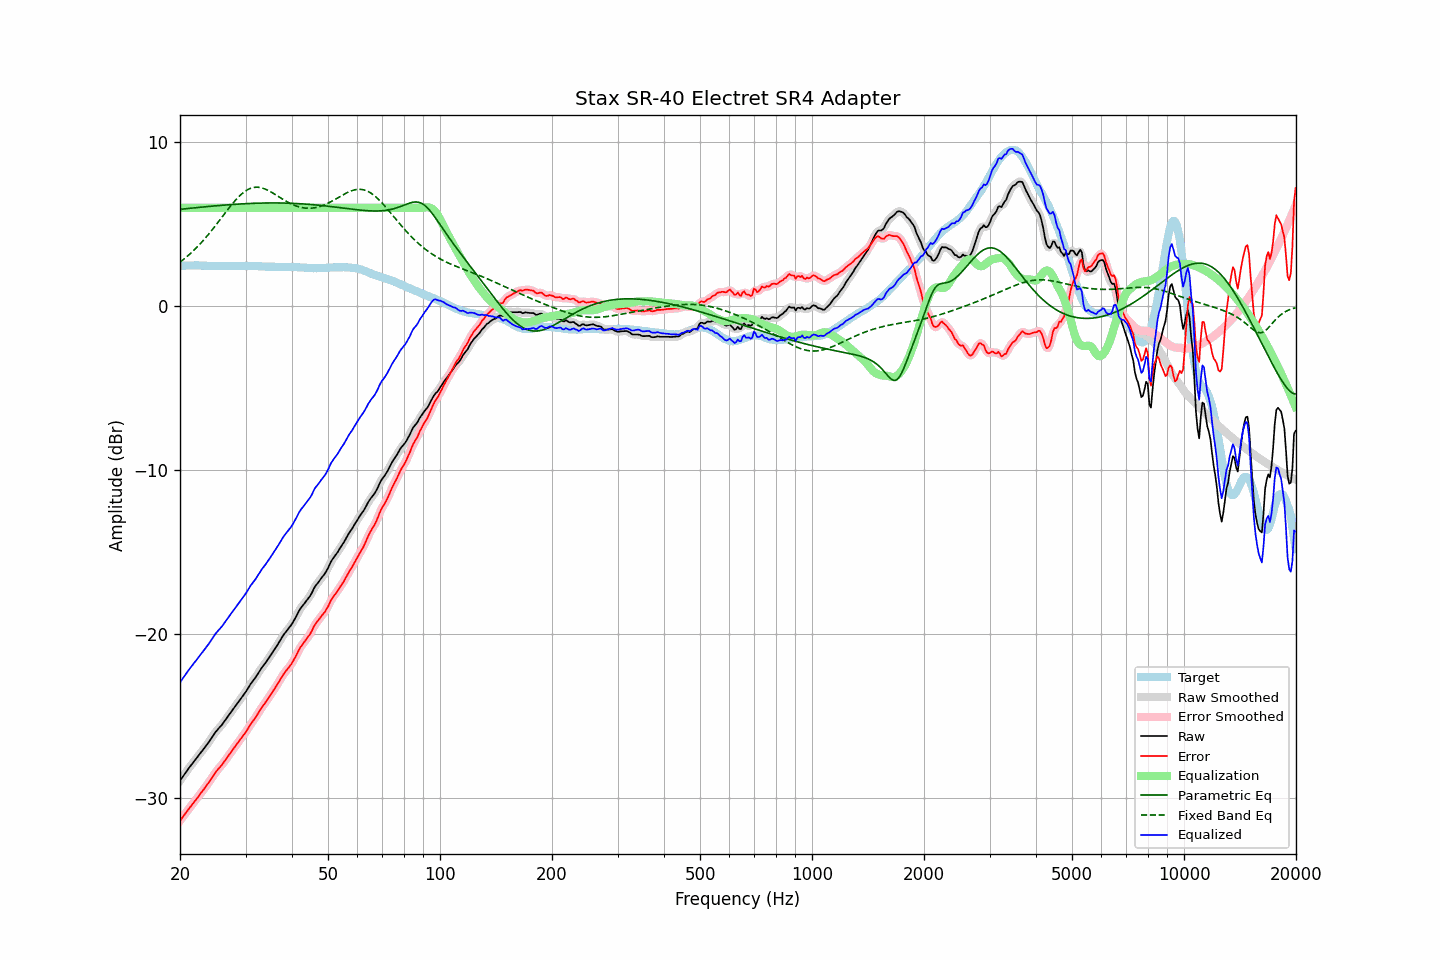 Stax SR-40 Electret SR4 Adapter
10
0
−10
−20
−30
Amplitude (dBr)
20
50
100
200
500
1000
2000
5000
10000
20000
Frequency (Hz)
Target
Raw Smoothed
Error Smoothed
Raw
Error
Equalization
Parametric Eq
Fixed Band Eq
Equalized